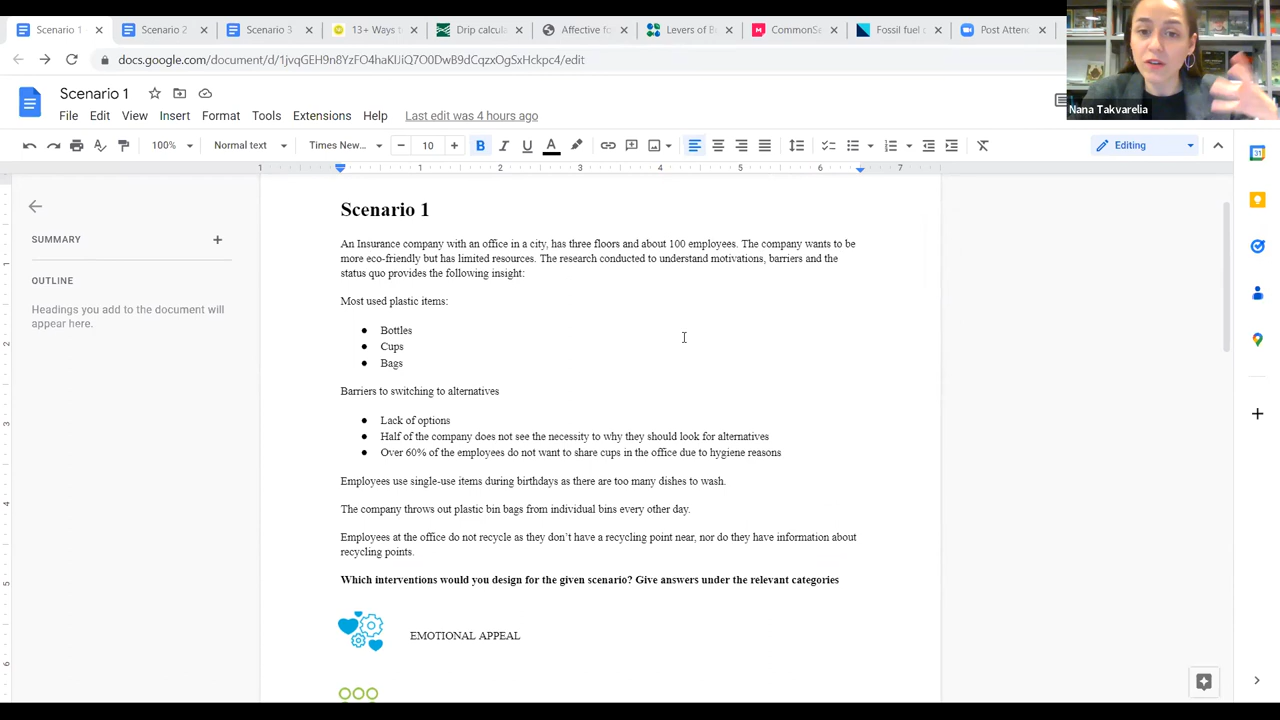 Scenario 1
Scenario 2
Scenario 3
13 - Ways
Drip calcul
Affective fo
Levers of B
CommonS
Fossil fuel
Post Atten
docs.google.com/document/d/1jvqGEH9n8YzFO4haKlJiQ7O0DwB9dCqzxOgSxHckpc4/edit
Scenario 1
File Edit View Insert Format Tools Extensions Help Last edit was 4 hours ago
Nana Takvarelia
100% Normal text Times New... 10 B I U A Editing
1 1 2 3 4 5 6 7
SUMMARY
OUTLINE
Headings you add to the document will
appear here.
Scenario 1
An Insurance company with an office in a city, has three floors and about 100 employees. The company wants to be
more eco-friendly but has limited resources. The research conducted to understand motivations, barriers and the
status quo provides the following insight:
Most used plastic items:
● Bottles
● Cups
● Bags
Barriers to switching to alternatives
● Lack of options
● Half of the company does not see the necessity to why they should look for alternatives
● Over 60% of the employees do not want to share cups in the office due to hygiene reasons
Employees use single-use items during birthdays as there are too many dishes to wash.
The company throws out plastic bin bags from individual bins every other day.
Employees at the office do not recycle as they don't have a recycling point near, nor do they have information about
recycling points.
Which interventions would you design for the given scenario? Give answers under the relevant categories
EMOTIONAL APPEAL